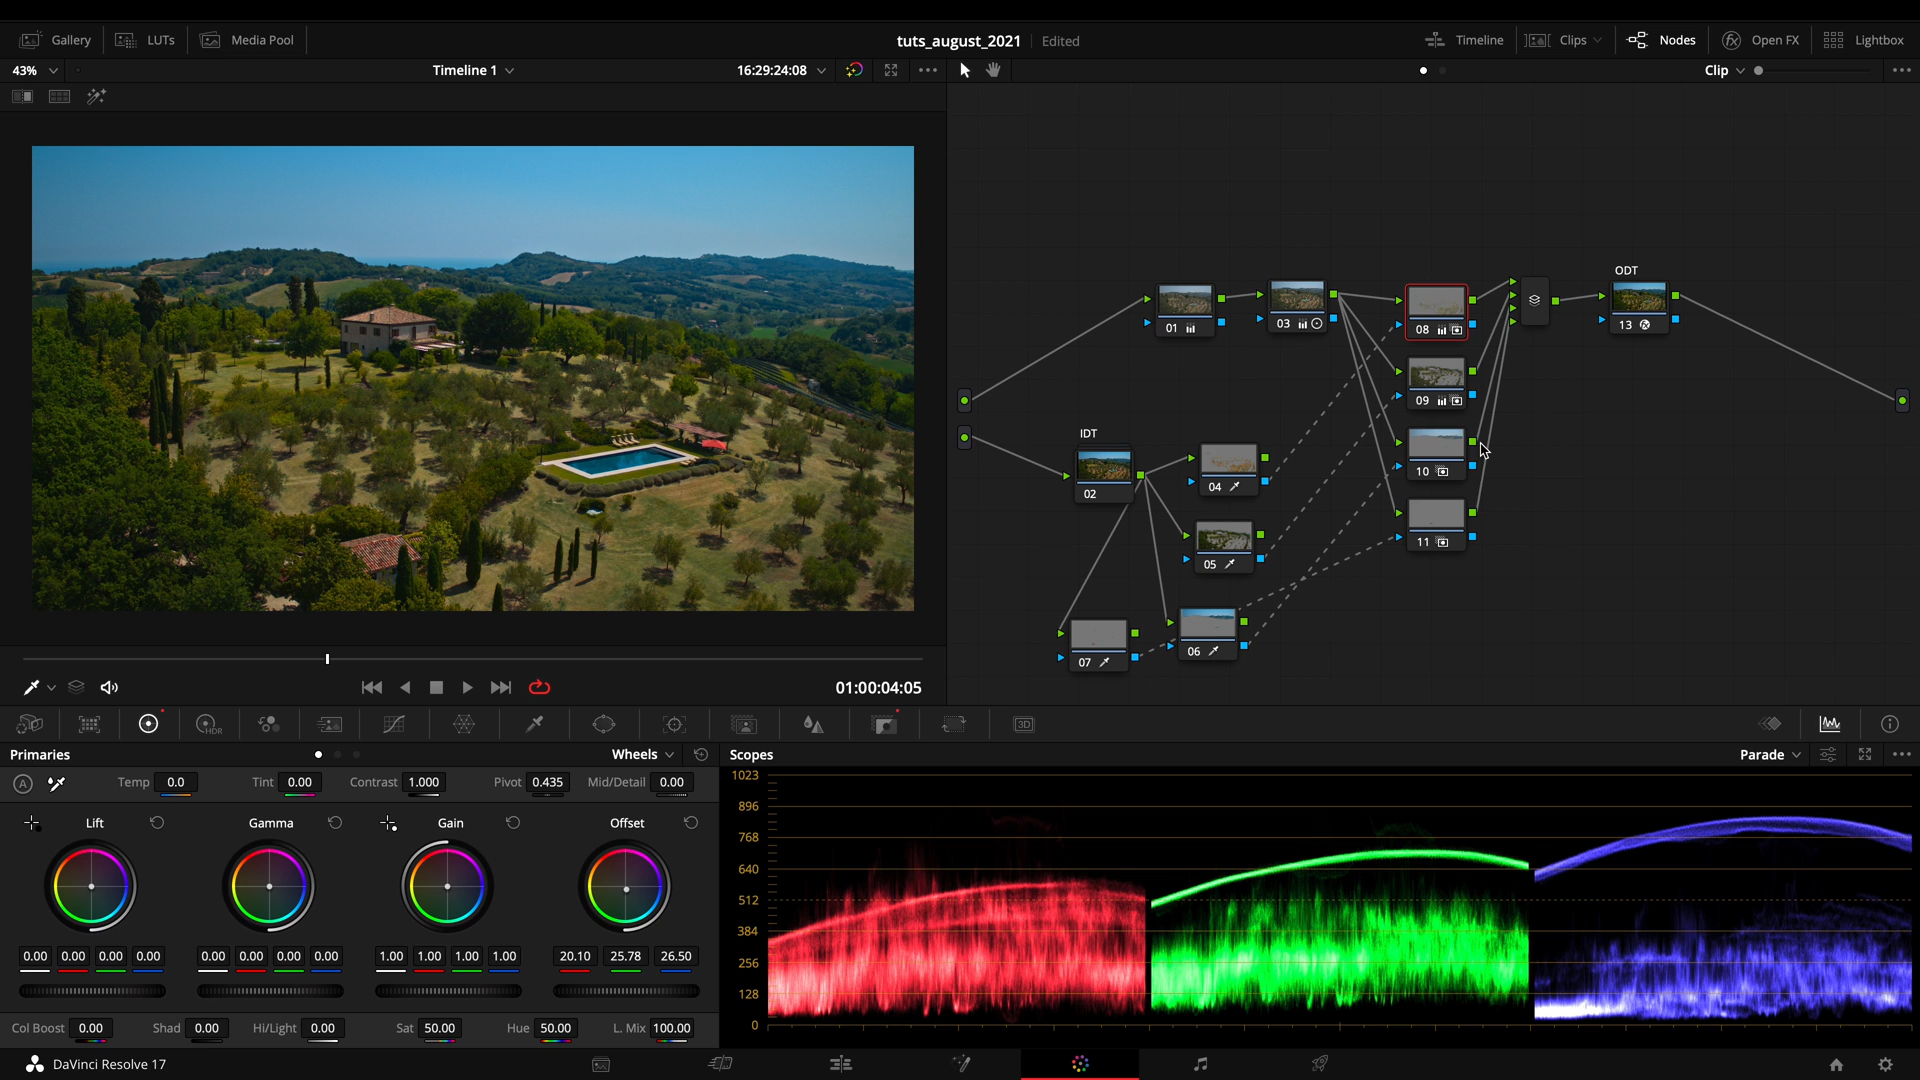 Gallery LUTs Media Pool tuts_august_2021 Edited Timeline Clips Nodes Open FX Lightbox
43% Timeline 1 16:29:24:08 Clip
ODT
01 03 08 13
09
IDT
02 04 10
05 11
07 06
01:00:04:05
HDR 3D
Primaries Wheels Scopes Parade
A Temp 0.0 Tint 0.00 Contrast 1.000 Pivot 0.435 Mid/Detail 0.00
Lift Gamma Gain Offset
0.00 0.00 0.00 0.00 0.00 0.00 0.00 0.00 1.00 1.00 1.00 1.00 20.10 25.78 26.50
Col Boost 0.00 Shad 0.00 Hi/Light 0.00 Sat 50.00 Hue 50.00 L. Mix 100.00
1023
896
768
640
512
384
256
128
0
DaVinci Resolve 17